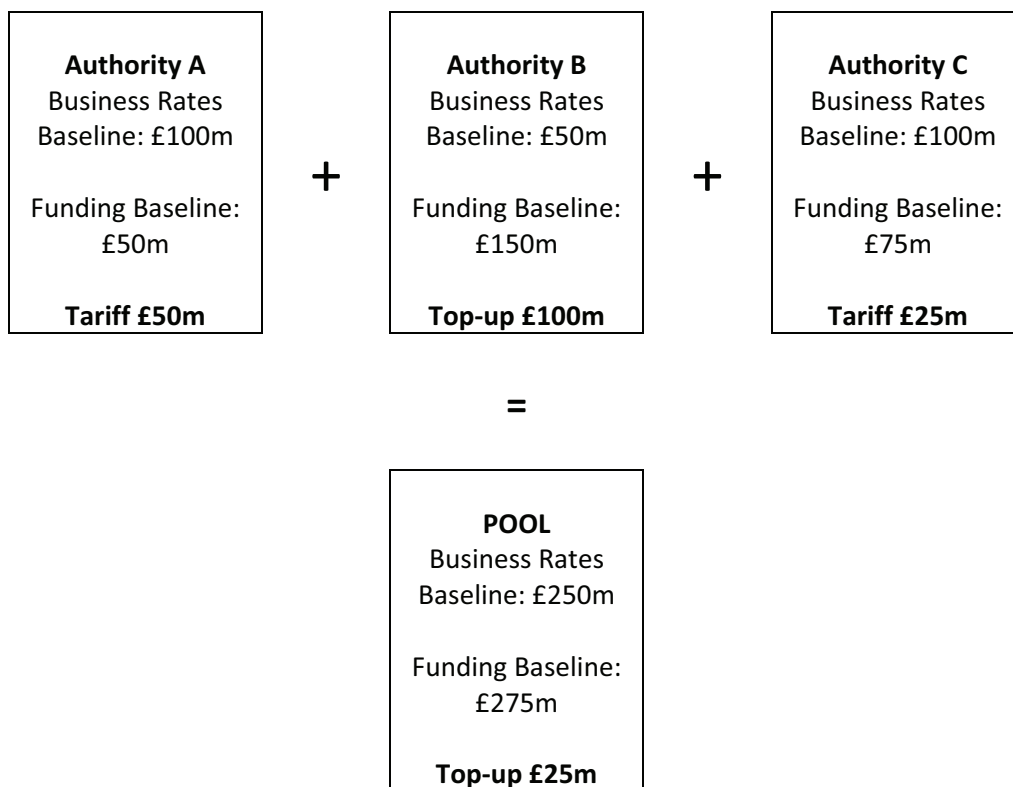 Authority A
Business Rates
Baseline: £100m
Funding Baseline:
£50m
Tariff £50m
+
Authority B
Business Rates
Baseline: £50m
Funding Baseline:
£150m
Top-up £100m
+
Authority C
Business Rates
Baseline: £100m
Funding Baseline:
£75m
Tariff £25m
=
POOL
Business Rates
Baseline: £250m
Funding Baseline:
£275m
Top-up £25m